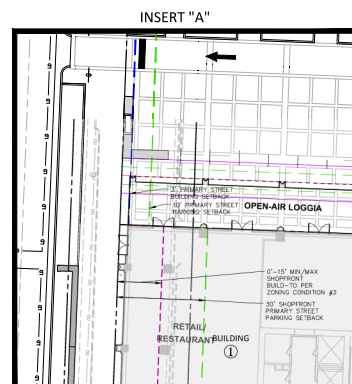 INSERT "A"
3' PRIMARY STREET
BUILDING SETBACK
10' PRIMARY STREET
PARKING SETBACK
OPEN-AIR LOGGIA
0'-15' MIN/MAX
SHOPFRONT
BUILD-TO PER
ZONING CONDITION #3
30' SHOPFRONT
PRIMARY STREET
PARKING SETBACK
RETAIL/
RESTAURANT
BUILDING
1